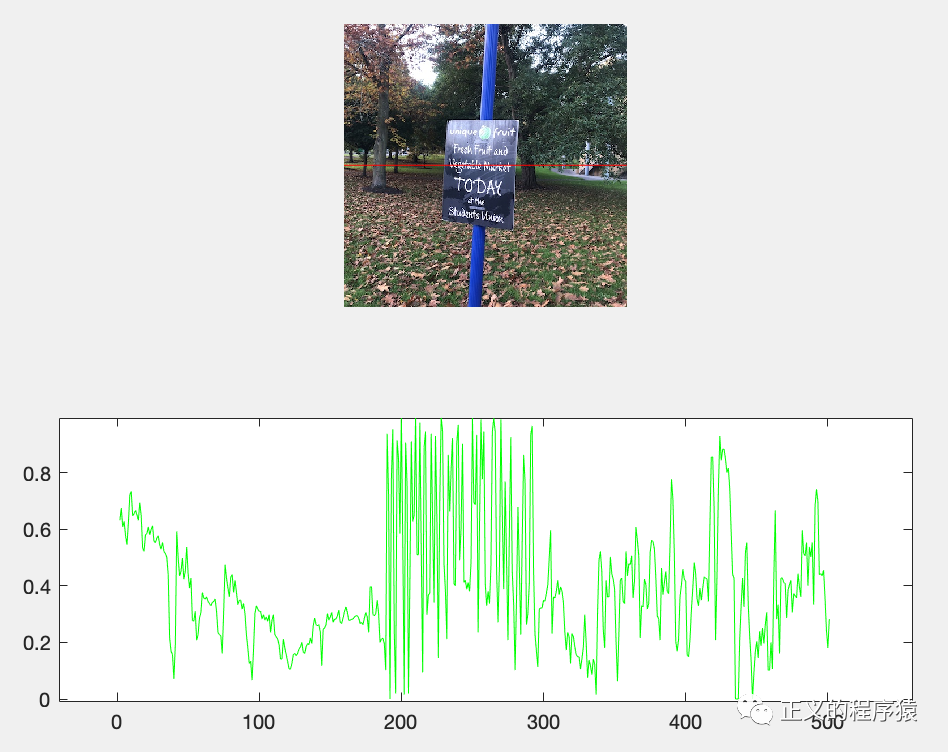 unique fruit
Fresh Fruit and
Vegetable Market
TODAY
at the
Students Union
0.8
0.6
0.4
0.2
0
0 100 200 300 400 500
正义的程序猿